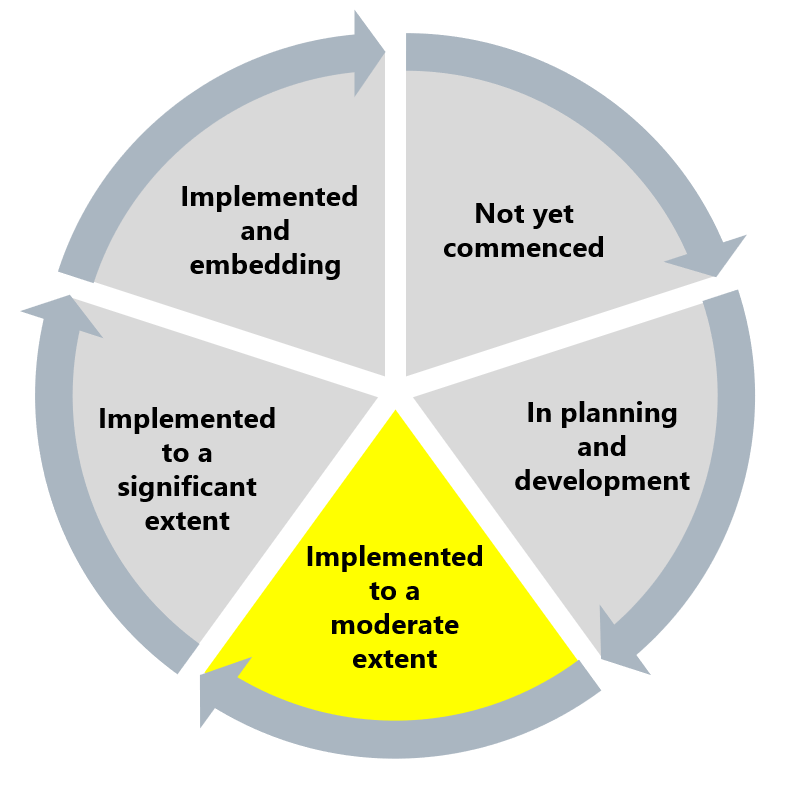 Not yet
commenced
In planning
and
development
Implemented
to a
moderate
extent
Implemented
to a
significant
extent
Implemented
and
embedding